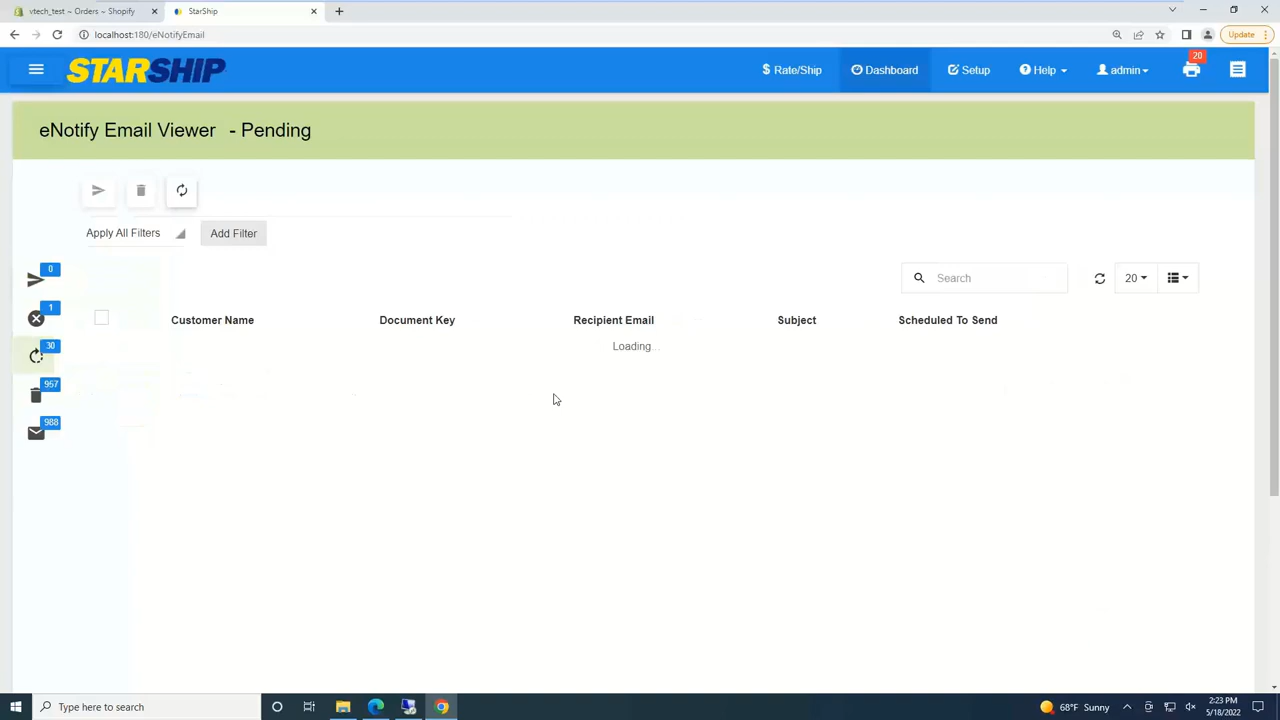 vtech_test ~ Orders ~ Shopify
StarShip
localhost:180/eNotifyEmail
Update
STARSHIP
$ Rate/Ship
Dashboard
Setup
Help
admin
20
eNotify Email Viewer - Pending
Apply All Filters
Add Filter
0
1
30
957
988
Search
20
Customer Name
Document Key
Recipient Email
Subject
Scheduled To Send
Loading...
Type here to search
68°F Sunny
2:23 PM
5/18/2022